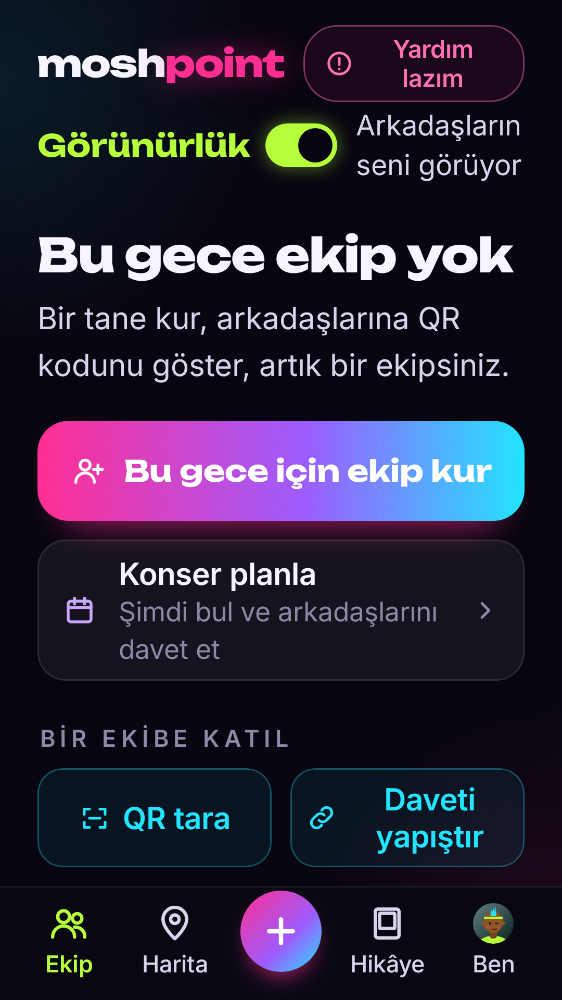 moshpoint
Yardım
lazım
Görünürlük
Arkadaşların
seni görüyor
Bu gece ekip yok
Bir tane kur, arkadaşlarına QR
kodunu göster, artık bir ekipsiniz.
Bu gece için ekip kur
Konser planla
Şimdi bul ve arkadaşlarını
davet et
BİR EKİBE KATIL
QR tara
Daveti
yapıştır
Ekip
Harita
Hikâye
Ben